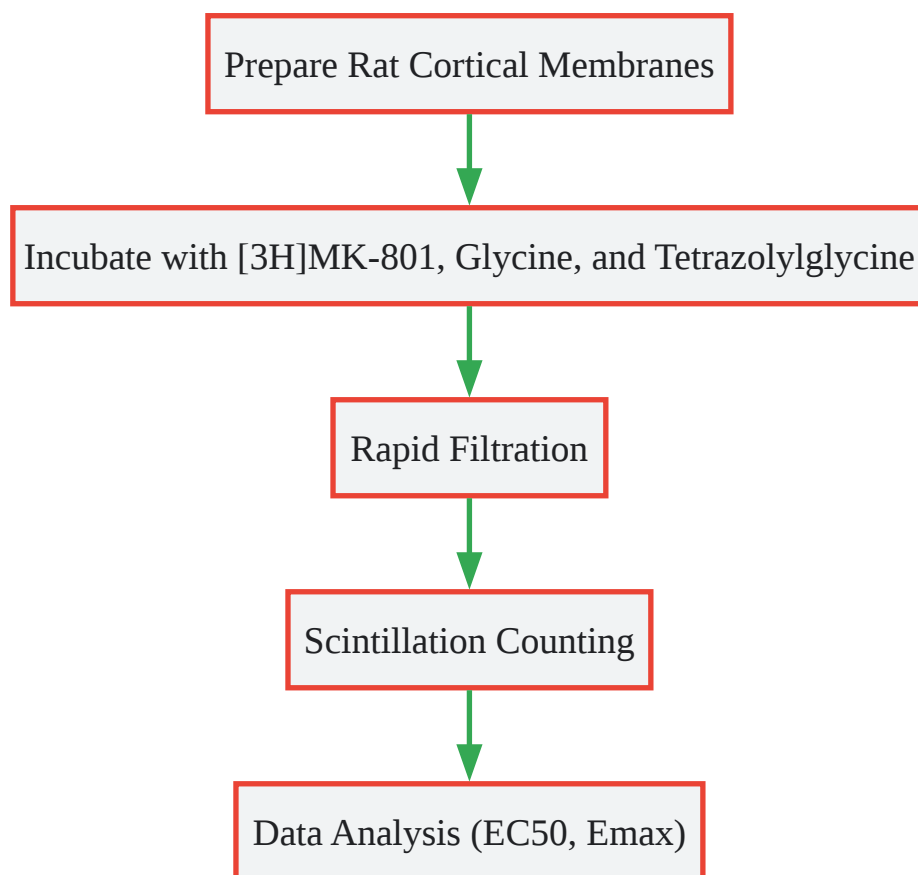 Prepare Rat Cortical Membranes
Incubate with [3H]MK-801, Glycine, and Tetrazolylglycine
Rapid Filtration
Scintillation Counting
Data Analysis (EC50, Emax)